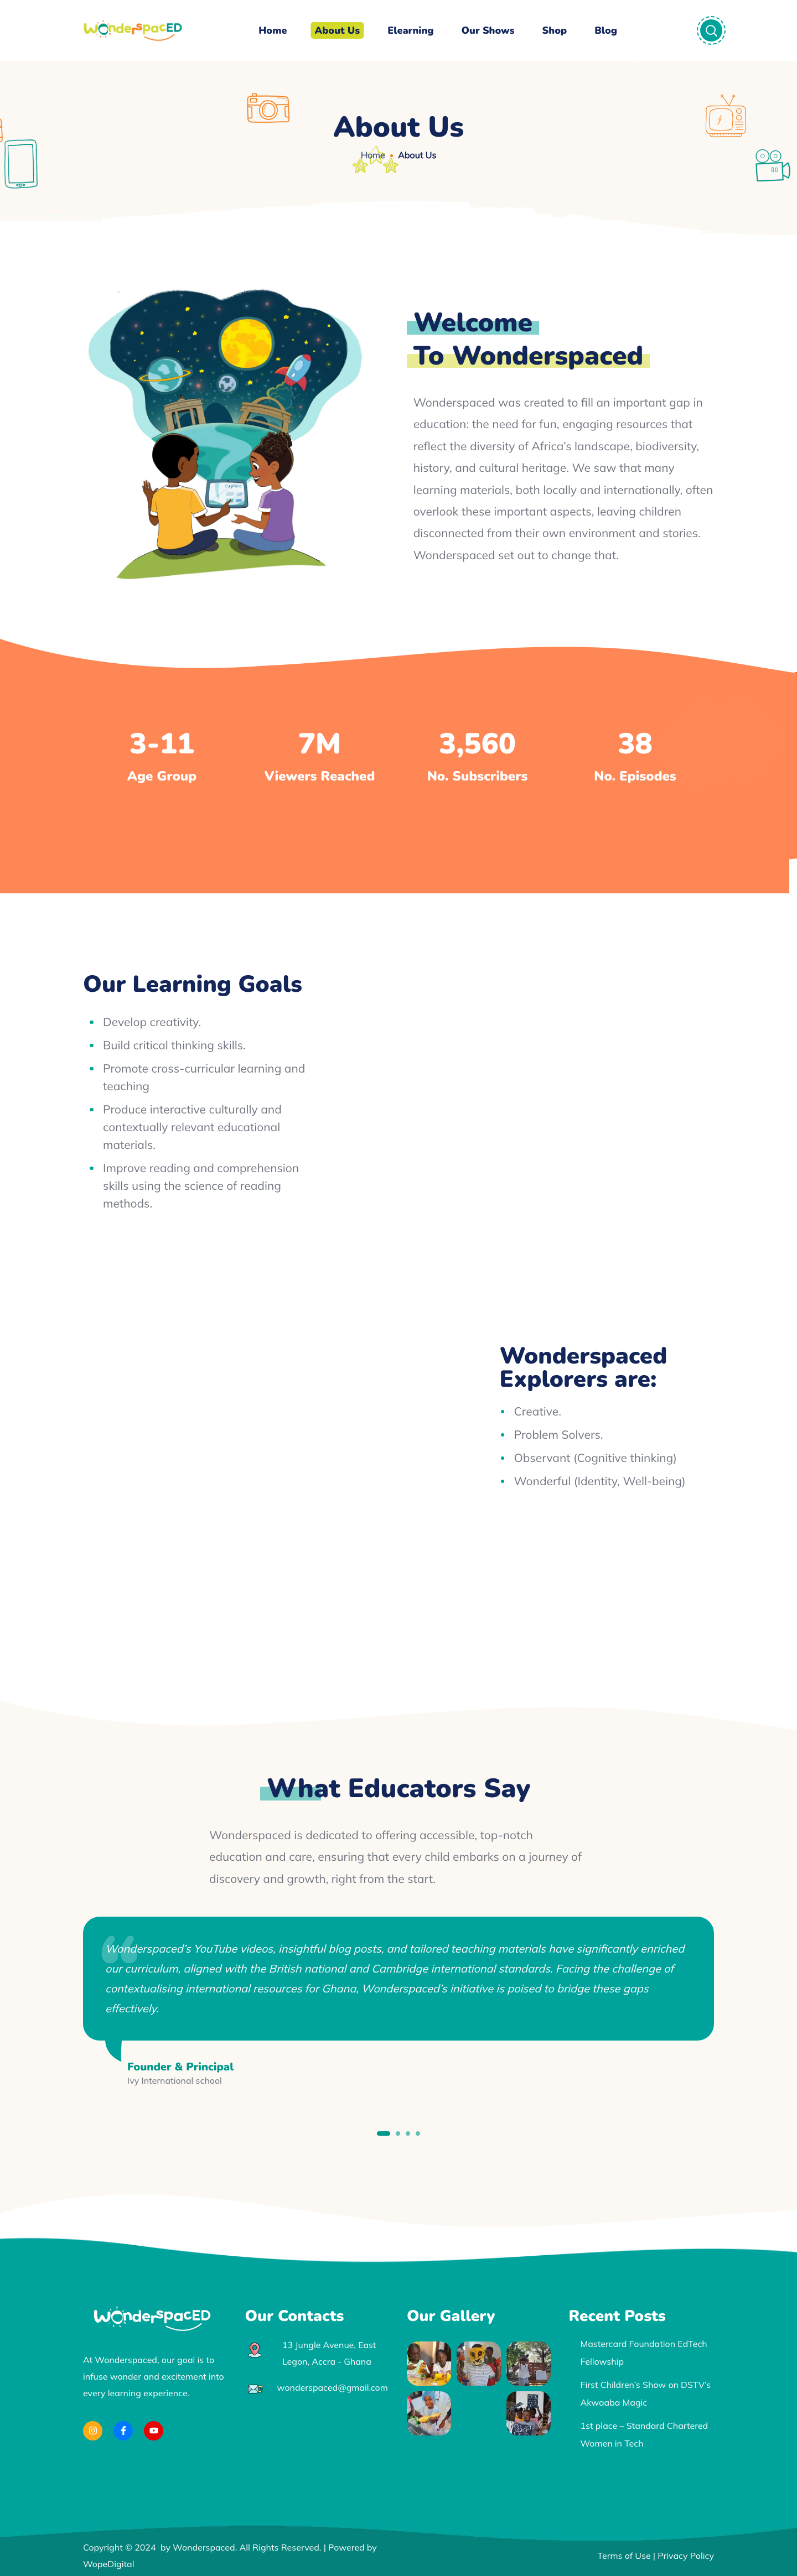 WonderspacED
Home
About Us
Elearning
Our Shows
Shop
Blog
About Us
Home
About Us
Explore
Welcome
To Wonderspaced
Wonderspaced was created to fill an important gap in
education: the need for fun, engaging resources that
reflect the diversity of Africa’s landscape, biodiversity,
history, and cultural heritage. We saw that many
learning materials, both locally and internationally, often
overlook these important aspects, leaving children
disconnected from their own environment and stories.
Wonderspaced set out to change that.
3-11
Age Group
7M
Viewers Reached
3,560
No. Subscribers
38
No. Episodes
Our Learning Goals
Develop creativity.
Build critical thinking skills.
Promote cross-curricular learning and
teaching
Produce interactive culturally and
contextually relevant educational
materials.
Improve reading and comprehension
skills using the science of reading
methods.
Wonderspaced
Explorers are:
Creative.
Problem Solvers.
Observant (Cognitive thinking)
Wonderful (Identity, Well-being)
What Educators Say
Wonderspaced is dedicated to offering accessible, top-notch
education and care, ensuring that every child embarks on a journey of
discovery and growth, right from the start.
Wonderspaced’s YouTube videos, insightful blog posts, and tailored teaching materials have significantly enriched
our curriculum, aligned with the British national and Cambridge international standards. Facing the challenge of
contextualising international resources for Ghana, Wonderspaced’s initiative is poised to bridge these gaps
effectively.
Founder & Principal
Ivy International school
WonderspacED
At Wonderspaced, our goal is to
infuse wonder and excitement into
every learning experience.
Our Contacts
13 Jungle Avenue, East
Legon, Accra - Ghana
wonderspaced@gmail.com
Our Gallery
Recent Posts
Mastercard Foundation EdTech
Fellowship
First Children’s Show on DSTV’s
Akwaaba Magic
1st place – Standard Chartered
Women in Tech
Copyright © 2024 by Wonderspaced. All Rights Reserved. | Powered by
WopeDigital
Terms of Use | Privacy Policy